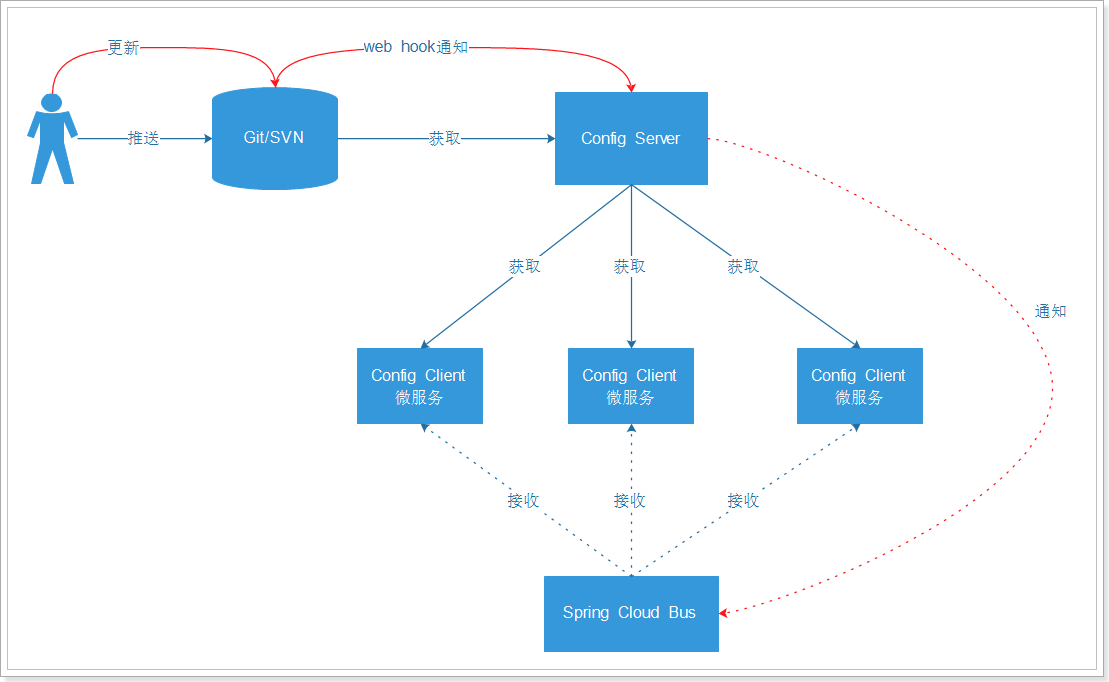 更新
web hook通知
推送
Git/SVN
获取
Config Server
获取
获取
获取
通知
Config Client
微服务
Config Client
微服务
Config Client
微服务
接收
接收
接收
Spring Cloud Bus